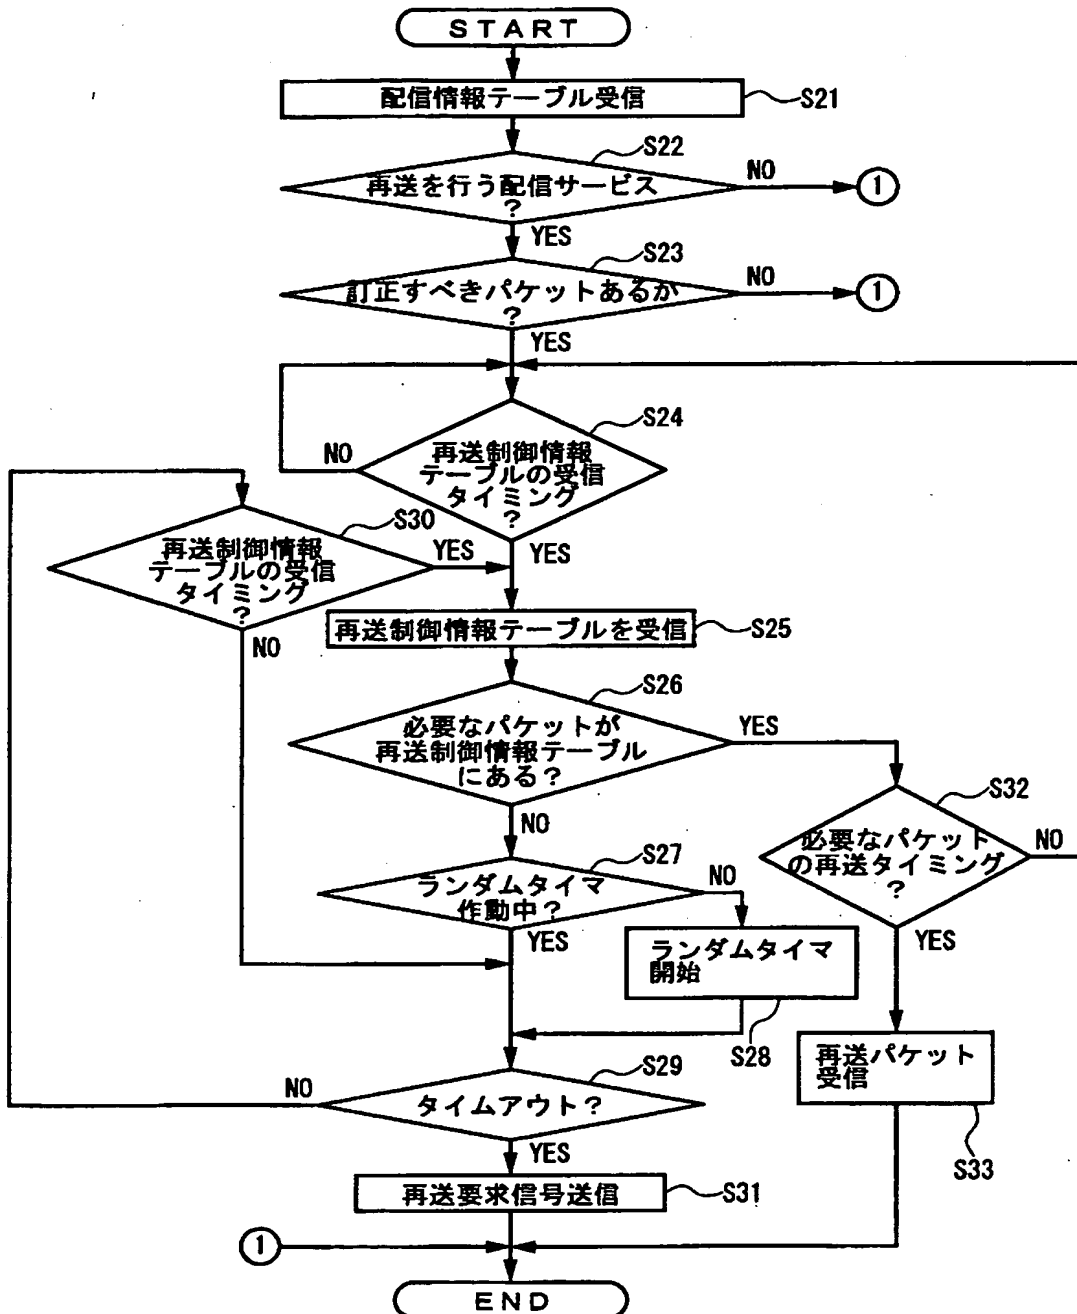 START
配信情報テーブル受信
S21
S22
再送を行う配信サービス
?
NO
1
YES
S23
訂正すべきパケットあるか
?
NO
1
YES
S24
再送制御情報
テーブルの受信
タイミング
?
NO
YES
S30
再送制御情報
テーブルの受信
タイミング
?
YES
NO
再送制御情報テーブルを受信
S25
S26
必要なパケットが
再送制御情報テーブル
にある?
YES
NO
S32
必要なパケット
の再送タイミング
?
NO
YES
S27
ランダムタイマ
作動中?
NO
YES
ランダムタイマ
開始
S28
再送パケット
受信
S33
S29
タイムアウト?
NO
YES
再送要求信号送信
S31
1
END